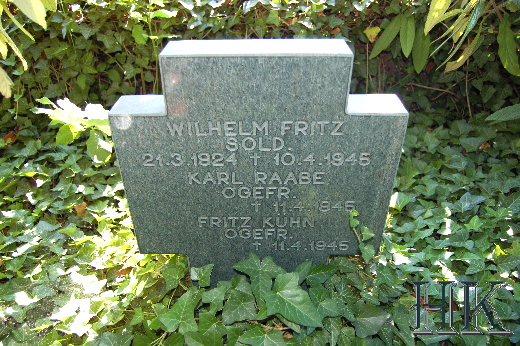 WILHELM FRITZ
SOLD.
21.3.1924 † 10.4.1945
KARL RAABE
OGEFR.
† 11.4.1945
FRITZ KUHN
OGEFR.
† 11.4.1945
HK